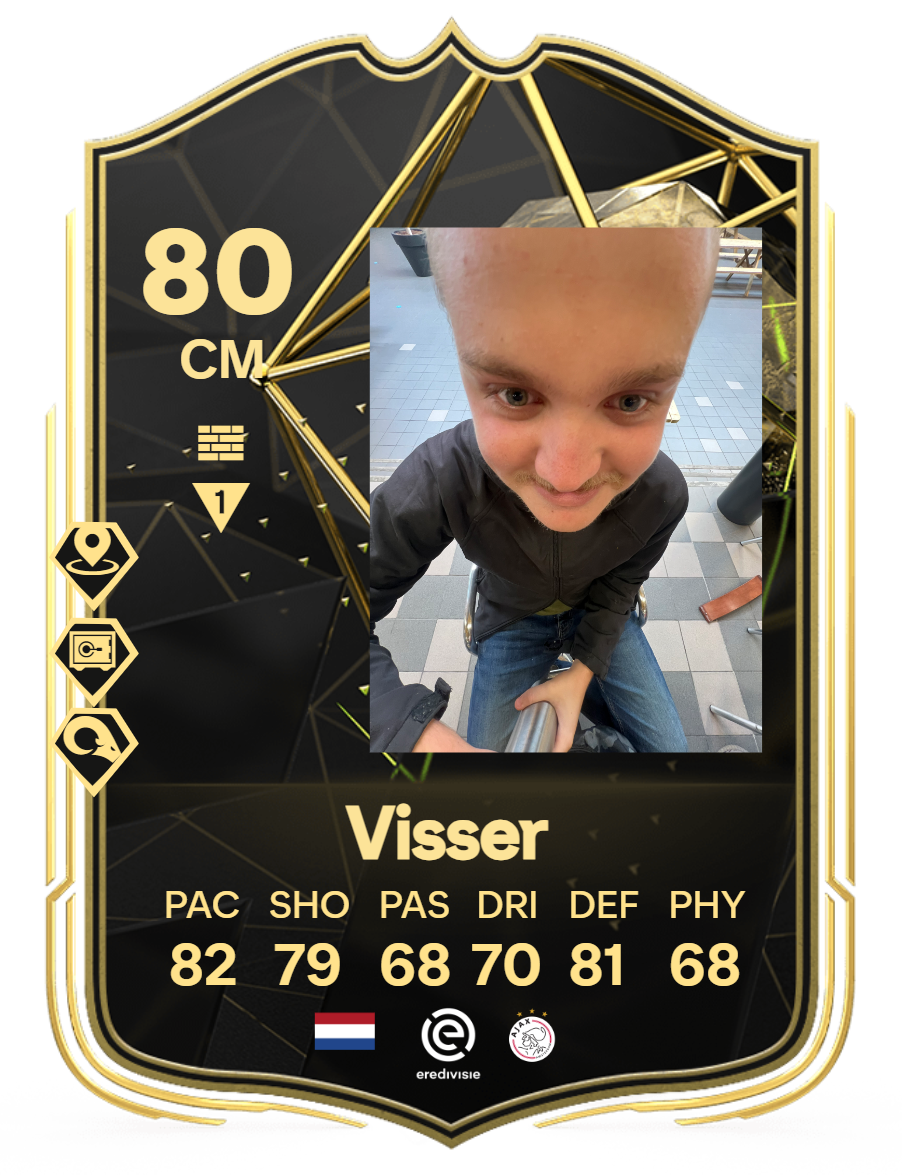 80
CM
1
Visser
PAC SHO PAS DRI DEF PHY
82 79 68 70 81 68
AJAX
eredivisie